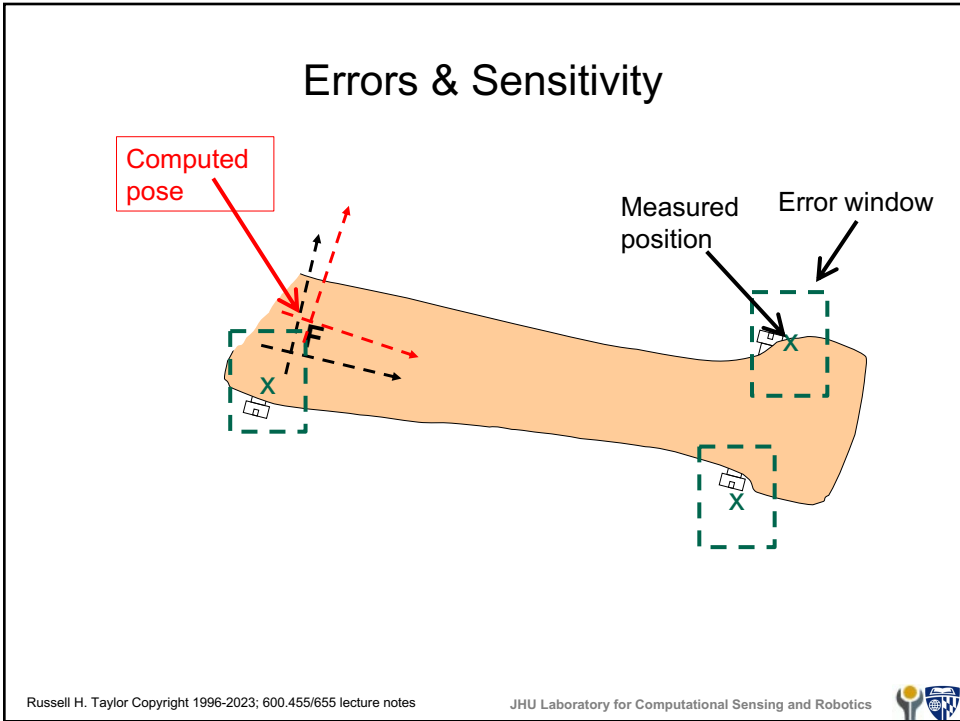 Errors & Sensitivity
Computed
pose
Measured
position
Error window
F
x
x
x
Russell H. Taylor Copyright 1996-2023; 600.455/655 lecture notes
JHU Laboratory for Computational Sensing and Robotics